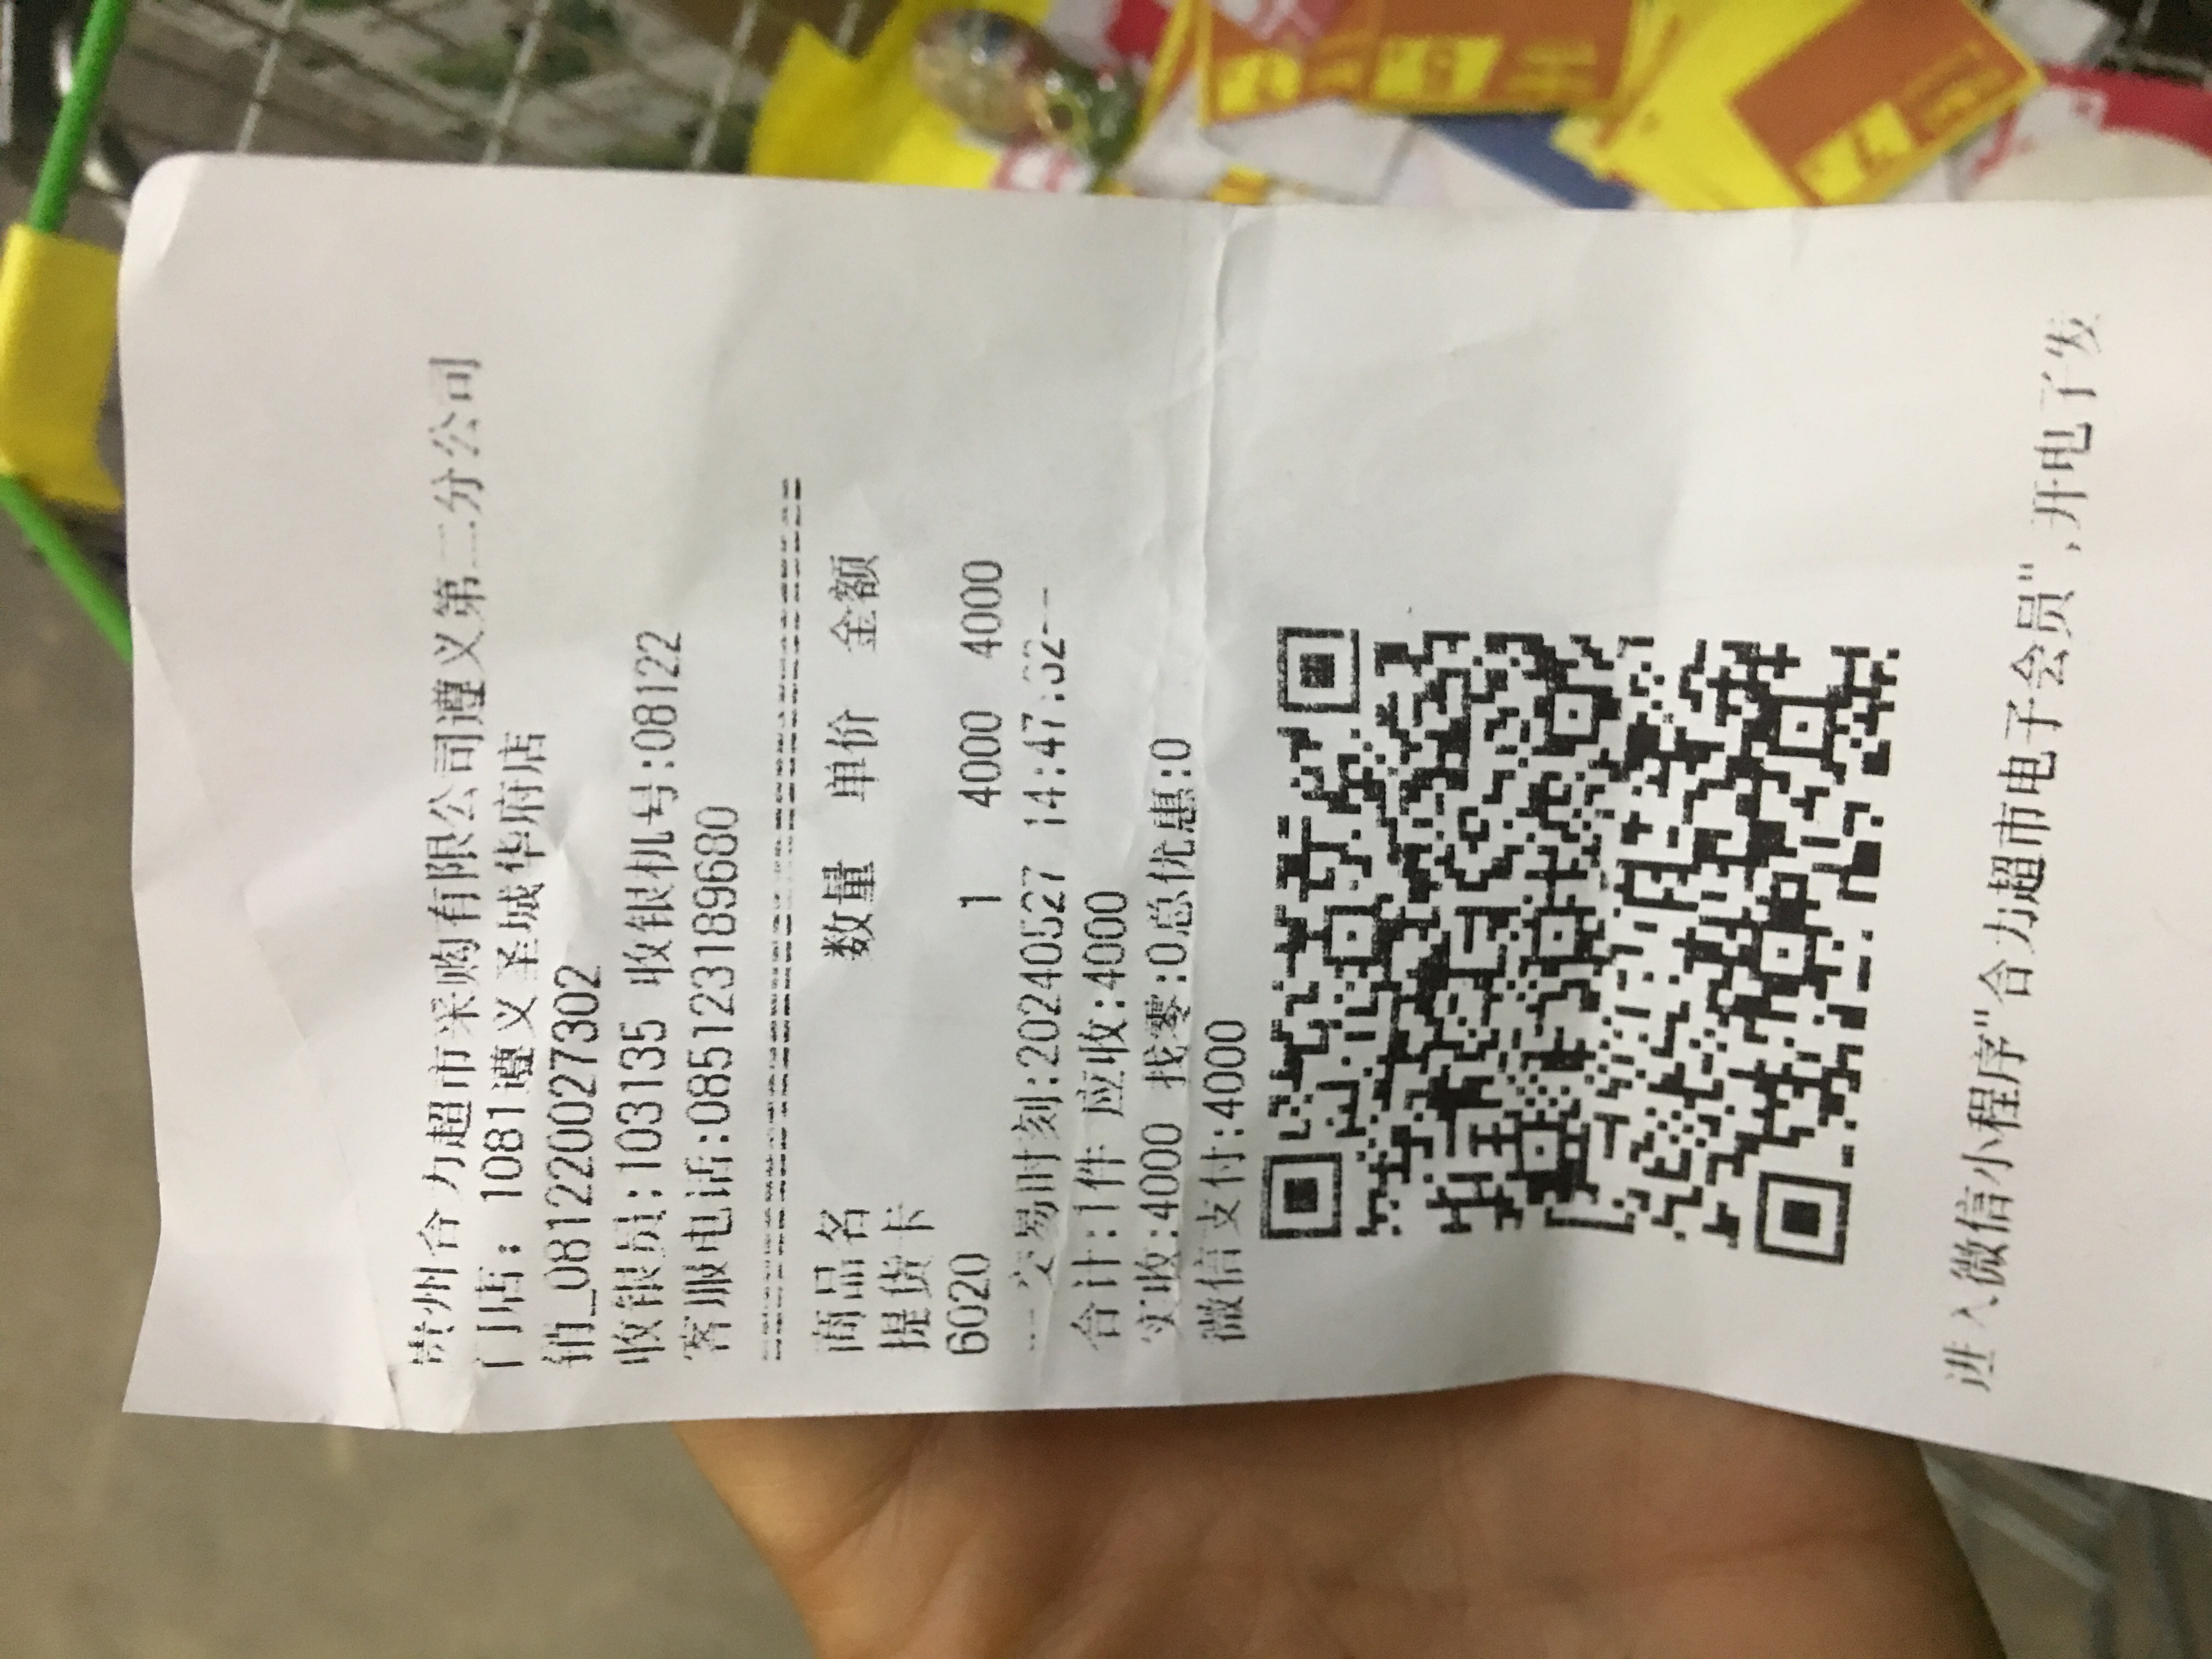 贵州合力超市采购有限公司遵义第二分公司
门店：1081遵义圣城华府店
销_081220027302
收银员:103135 收银机号:08122
客服电话:085123189680
商品名 数量 单价 金额
提货卡
6020 1 4000 4000
交易时刻:20240527 14:47:32--
合计:1件 应收:4000
实收:4000 找零:0总优惠:0
微信支付:4000
进入微信小程序"合力超市电子会员",开电子发